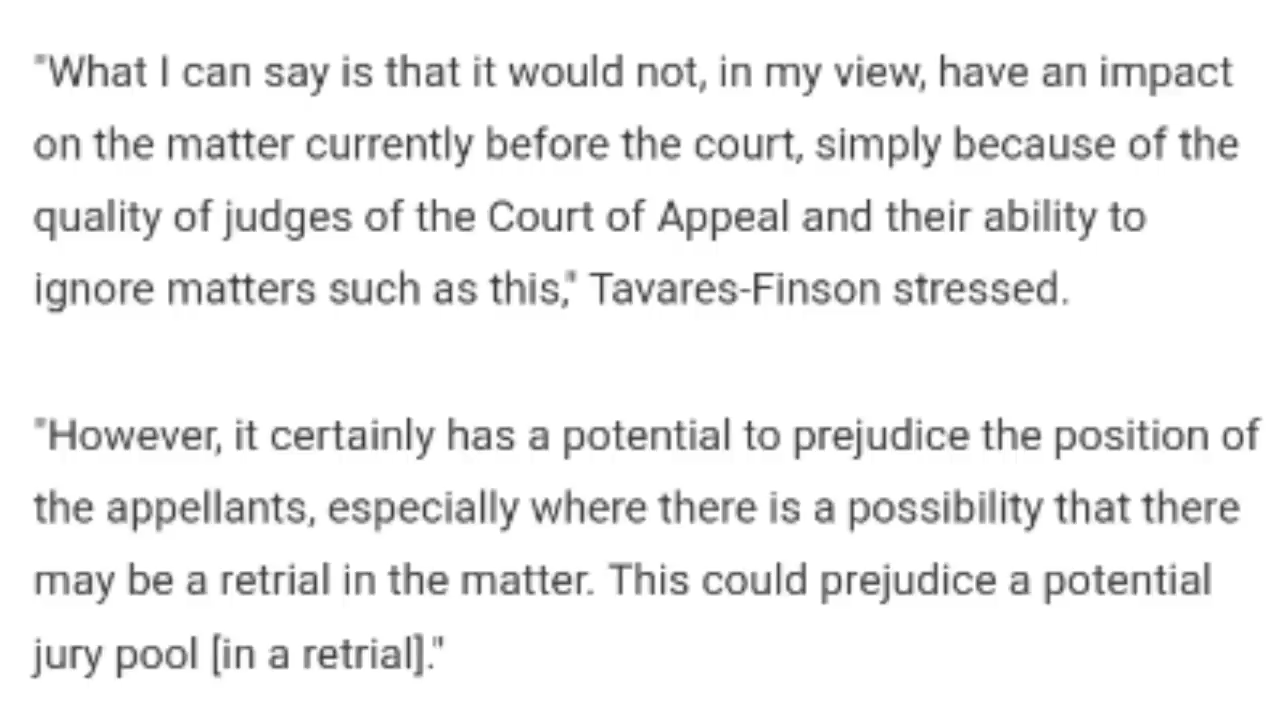 "What I can say is that it would not, in my view, have an impact
on the matter currently before the court, simply because of the
quality of judges of the Court of Appeal and their ability to
ignore matters such as this," Tavares-Finson stressed.
"However, it certainly has a potential to prejudice the position of
the appellants, especially where there is a possibility that there
may be a retrial in the matter. This could prejudice a potential
jury pool [in a retrial]."